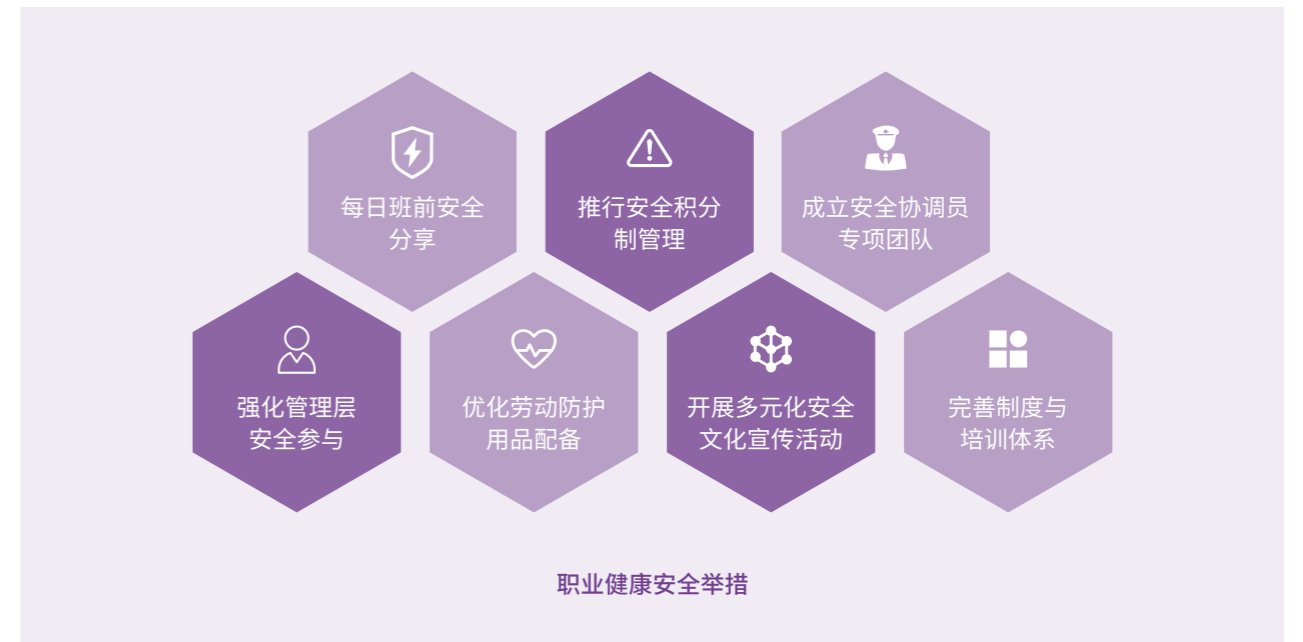 每日班前安全
分享
推行安全积分
制管理
成立安全协调员
专项团队
强化管理层
安全参与
优化劳动防护
用品配备
开展多元化安全
文化宣传活动
完善制度与
培训体系
职业健康安全举措